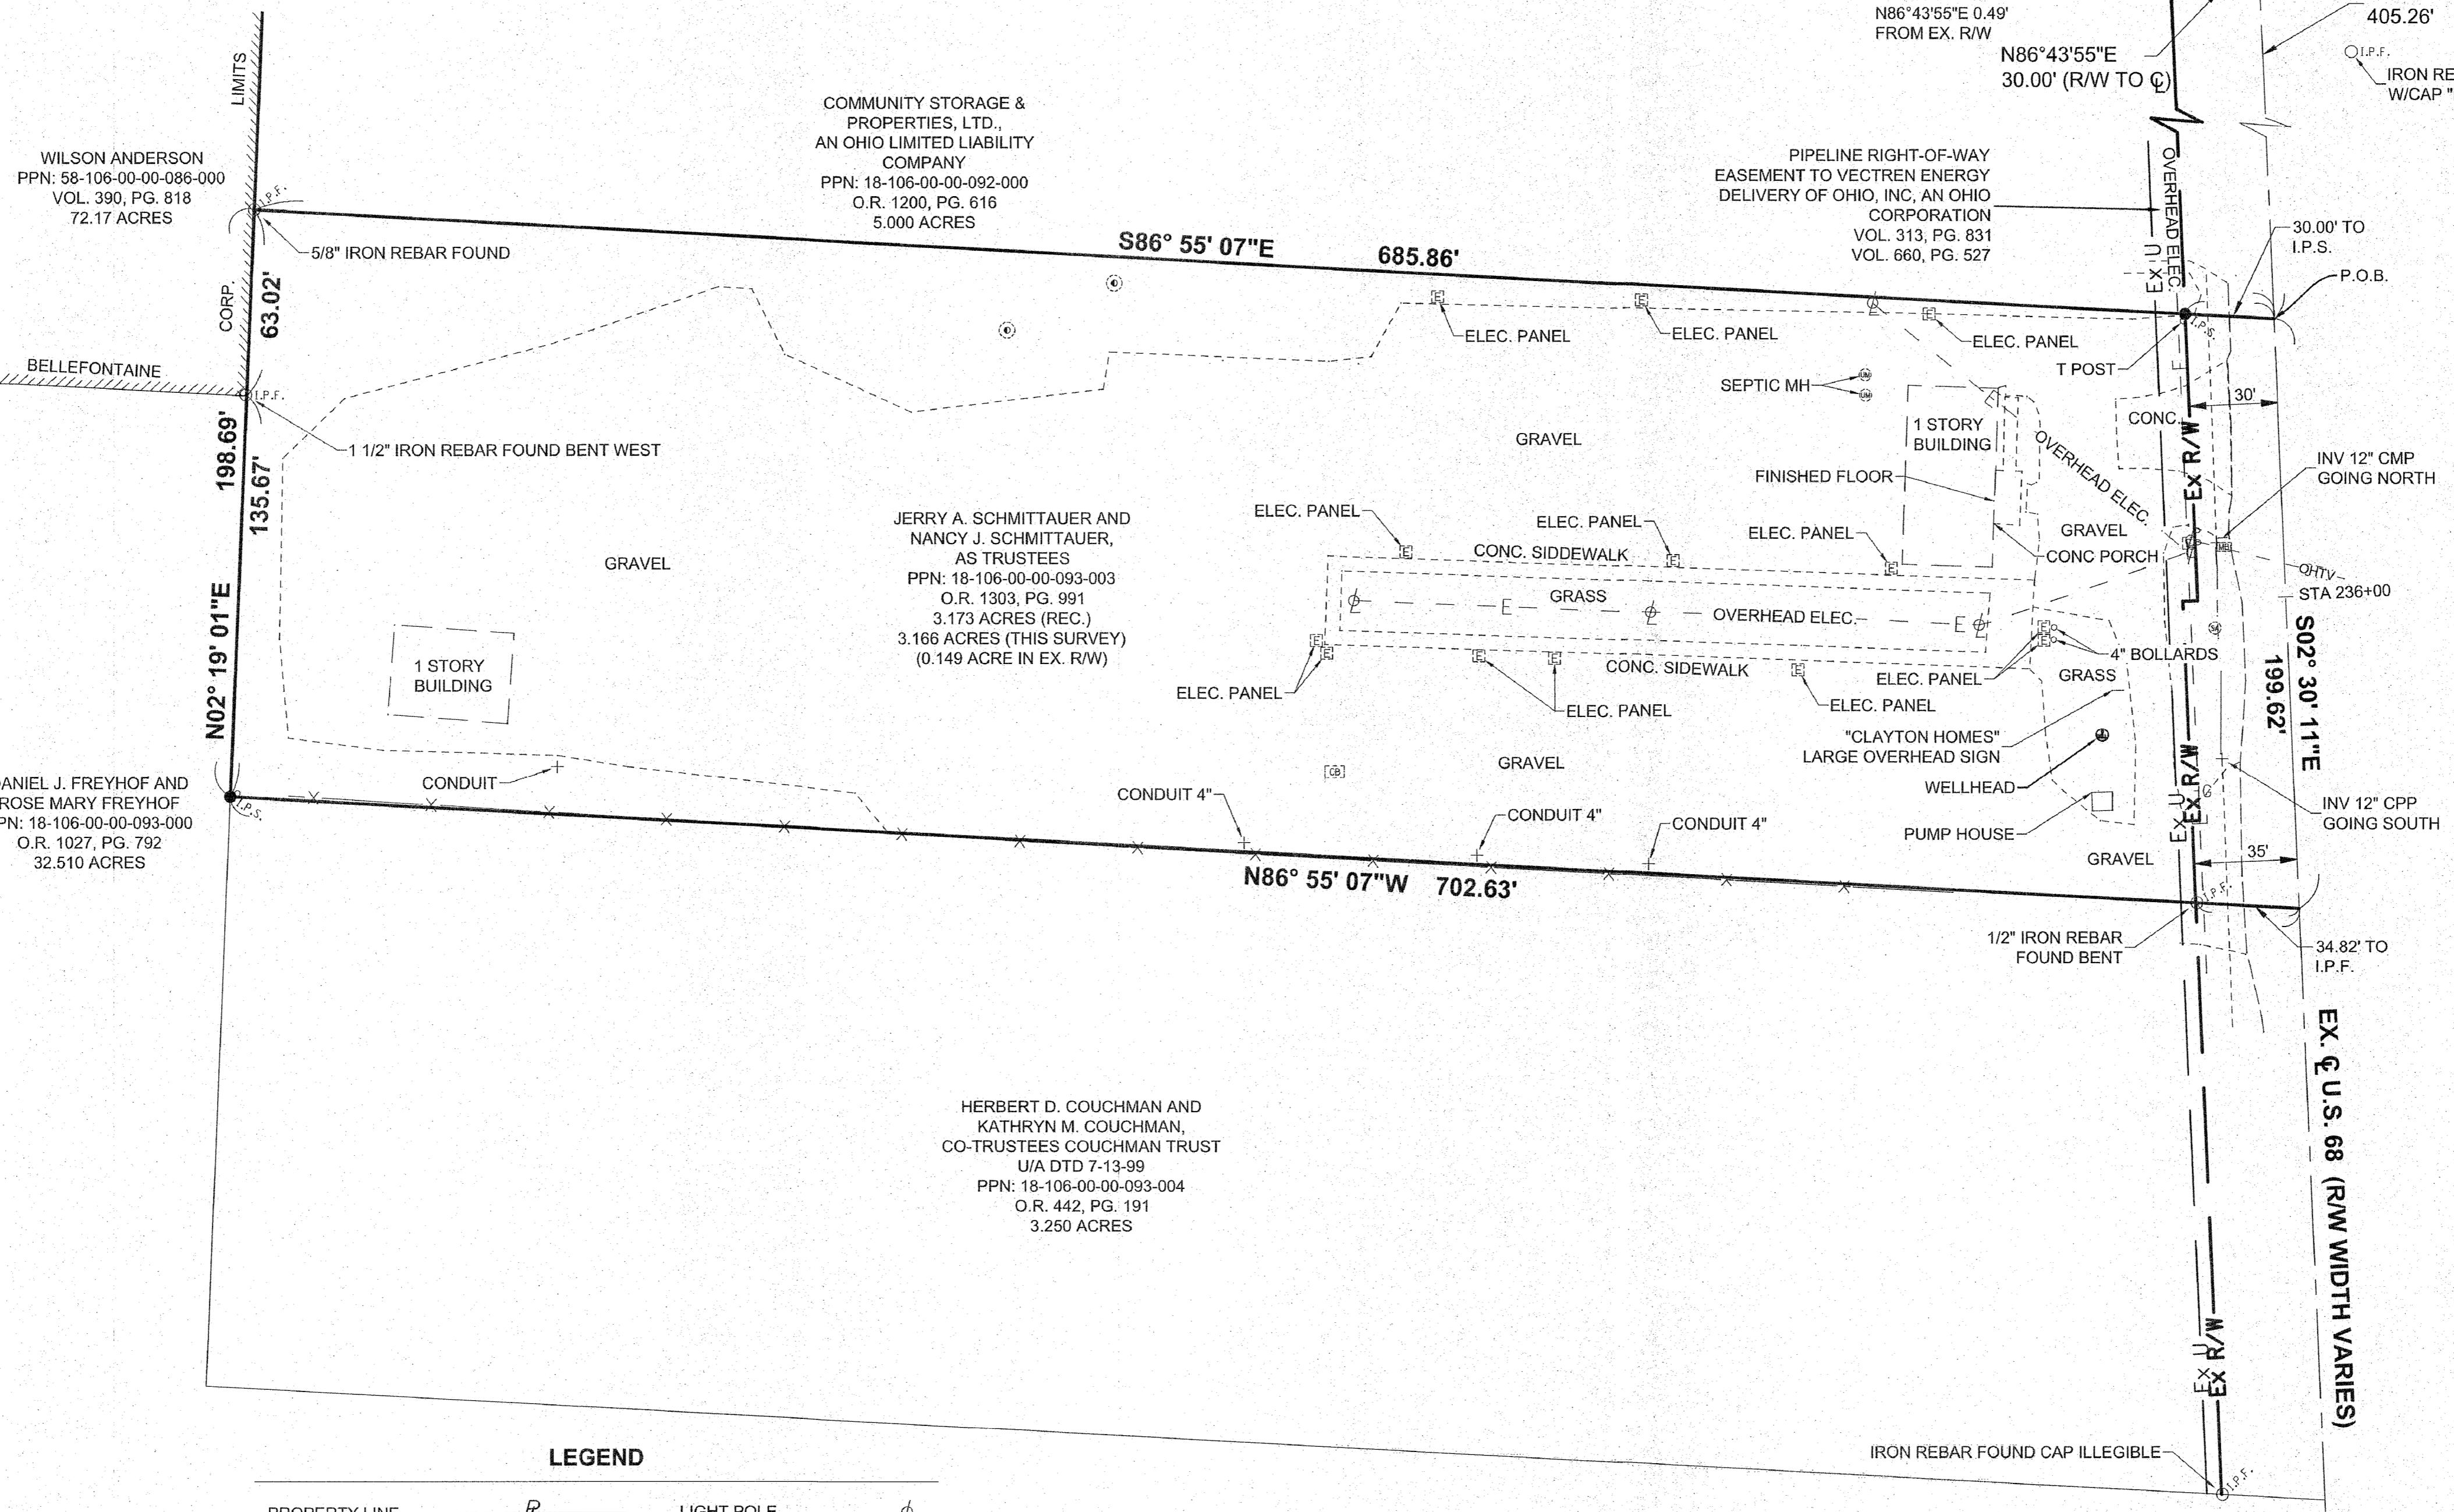 N86°43'55"E 0.49'
FROM EX. R/W
N86°43'55"E
30.00' (R/W TO ℄)
405.26'
I.P.F.
W/CAP "
LIMITS
WILSON ANDERSON
PPN: 58-106-00-00-086-000
VOL. 390, PG. 818
72.17 ACRES
I.P.F.
5/8" IRON REBAR FOUND
COMMUNITY STORAGE &
PROPERTIES, LTD.,
AN OHIO LIMITED LIABILITY
COMPANY
PPN: 18-106-00-00-092-000
O.R. 1200, PG. 616
5.000 ACRES
S86° 55' 07"E 685.86'
PIPELINE RIGHT-OF-WAY
EASEMENT TO VECTREN ENERGY
DELIVERY OF OHIO, INC, AN OHIO
CORPORATION
VOL. 313, PG. 831
VOL. 660, PG. 527
OVERHEAD ELEC
EX U
30.00' TO
I.P.S.
P.O.B.
I.P.S.
CORP.
63.02'
BELLEFONTAINE
I.P.F.
1 1/2" IRON REBAR FOUND BENT WEST
198.69'
135.67'
N02° 19' 01"E
E
ELEC. PANEL
E
ELEC. PANEL
E
ELEC. PANEL
T POST
SEPTIC MH
1 STORY
BUILDING
E
30'
CONC.
EX R/W
OVERHEAD ELEC.
GRAVEL
FINISHED FLOOR
INV 12" CMP
GOING NORTH
GRAVEL
CONC PORCH
GRAVEL
JERRY A. SCHMITTAUER AND
NANCY J. SCHMITTAUER,
AS TRUSTEES
PPN: 18-106-00-00-093-003
O.R. 1303, PG. 991
3.173 ACRES (REC.)
3.166 ACRES (THIS SURVEY)
(0.149 ACRE IN EX. R/W)
ELEC. PANEL
E
ELEC. PANEL
E
ELEC. PANEL
E
CONC. SIDDEWALK
GRASS
E
OVERHEAD ELEC.
E
OHTV
STA 236+00
S02° 30' 11"E
199.62'
1 STORY
BUILDING
CONC. SIDEWALK
ELEC. PANEL
ELEC. PANEL
ELEC. PANEL
4" BOLLARDS
ELEC. PANEL
GRASS
"CLAYTON HOMES"
LARGE OVERHEAD SIGN
WELLHEAD
PUMP HOUSE
EX R/W
EX U
G
INV 12" CPP
GOING SOUTH
CONDUIT
CB
GRAVEL
CONDUIT 4"
CONDUIT 4"
CONDUIT 4"
GRAVEL
35'
I.P.S.
DANIEL J. FREYHOF AND
ROSE MARY FREYHOF
PN: 18-106-00-00-093-000
O.R. 1027, PG. 792
32.510 ACRES
N86° 55' 07"W 702.63'
I.P.F.
1/2" IRON REBAR
FOUND BENT
34.82' TO
I.P.F.
HERBERT D. COUCHMAN AND
KATHRYN M. COUCHMAN,
CO-TRUSTEES COUCHMAN TRUST
U/A DTD 7-13-99
PPN: 18-106-00-00-093-004
O.R. 442, PG. 191
3.250 ACRES
EX. ℄ U.S. 68 (R/W WIDTH VARIES)
EX U
EX R/W
IRON REBAR FOUND CAP ILLEGIBLE
I.P.F.
LEGEND
PROPERTY LINE
LIGHT POLE